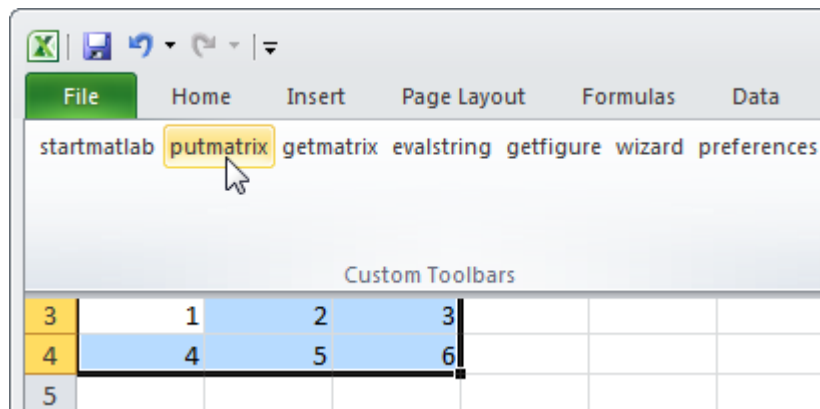 File Home Insert Page Layout Formulas Data
startmatlab putmatrix getmatrix evalstring getfigure wizard preferences
Custom Toolbars
3 1 2 3
4 4 5 6
5